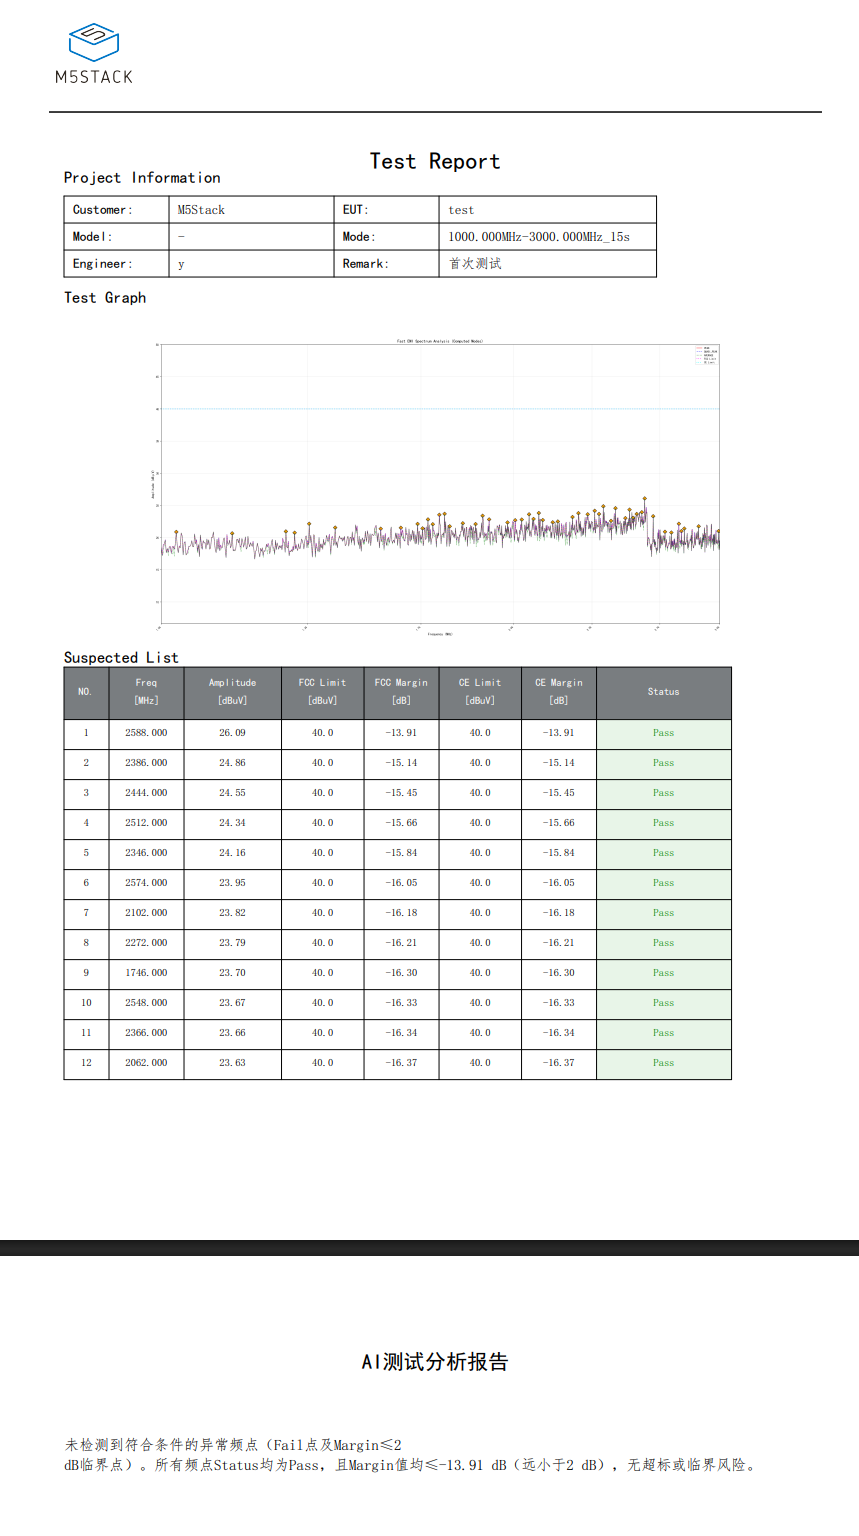 M5STACK
Test Report
Project Information
Customer: M5Stack EUT: test
Model: - Mode: 1000.000MHz-3000.000MHz_15s
Engineer: y Remark: 首次测试
Test Graph
Fast EMI Spectrum Analysis (Computed Modes)
Frequency (MHz)
Suspected List
NO. Freq [MHz] Amplitude [dBuV] FCC Limit [dBuV] FCC Margin [dB] CE Limit [dBuV] CE Margin [dB] Status
1 2588.000 26.09 40.0 -13.91 40.0 -13.91 Pass
2 2386.000 24.86 40.0 -15.14 40.0 -15.14 Pass
3 2444.000 24.55 40.0 -15.45 40.0 -15.45 Pass
4 2512.000 24.34 40.0 -15.66 40.0 -15.66 Pass
5 2346.000 24.16 40.0 -15.84 40.0 -15.84 Pass
6 2574.000 23.95 40.0 -16.05 40.0 -16.05 Pass
7 2102.000 23.82 40.0 -16.18 40.0 -16.18 Pass
8 2272.000 23.79 40.0 -16.21 40.0 -16.21 Pass
9 1746.000 23.70 40.0 -16.30 40.0 -16.30 Pass
10 2548.000 23.67 40.0 -16.33 40.0 -16.33 Pass
11 2366.000 23.66 40.0 -16.34 40.0 -16.34 Pass
12 2062.000 23.63 40.0 -16.37 40.0 -16.37 Pass
AI测试分析报告
未检测到符合条件的异常频点（Fail点及Margin≤2
dB临界点）。所有频点Status均为Pass，且Margin值均≤-13.91 dB（远小于2 dB），无超标或临界风险。